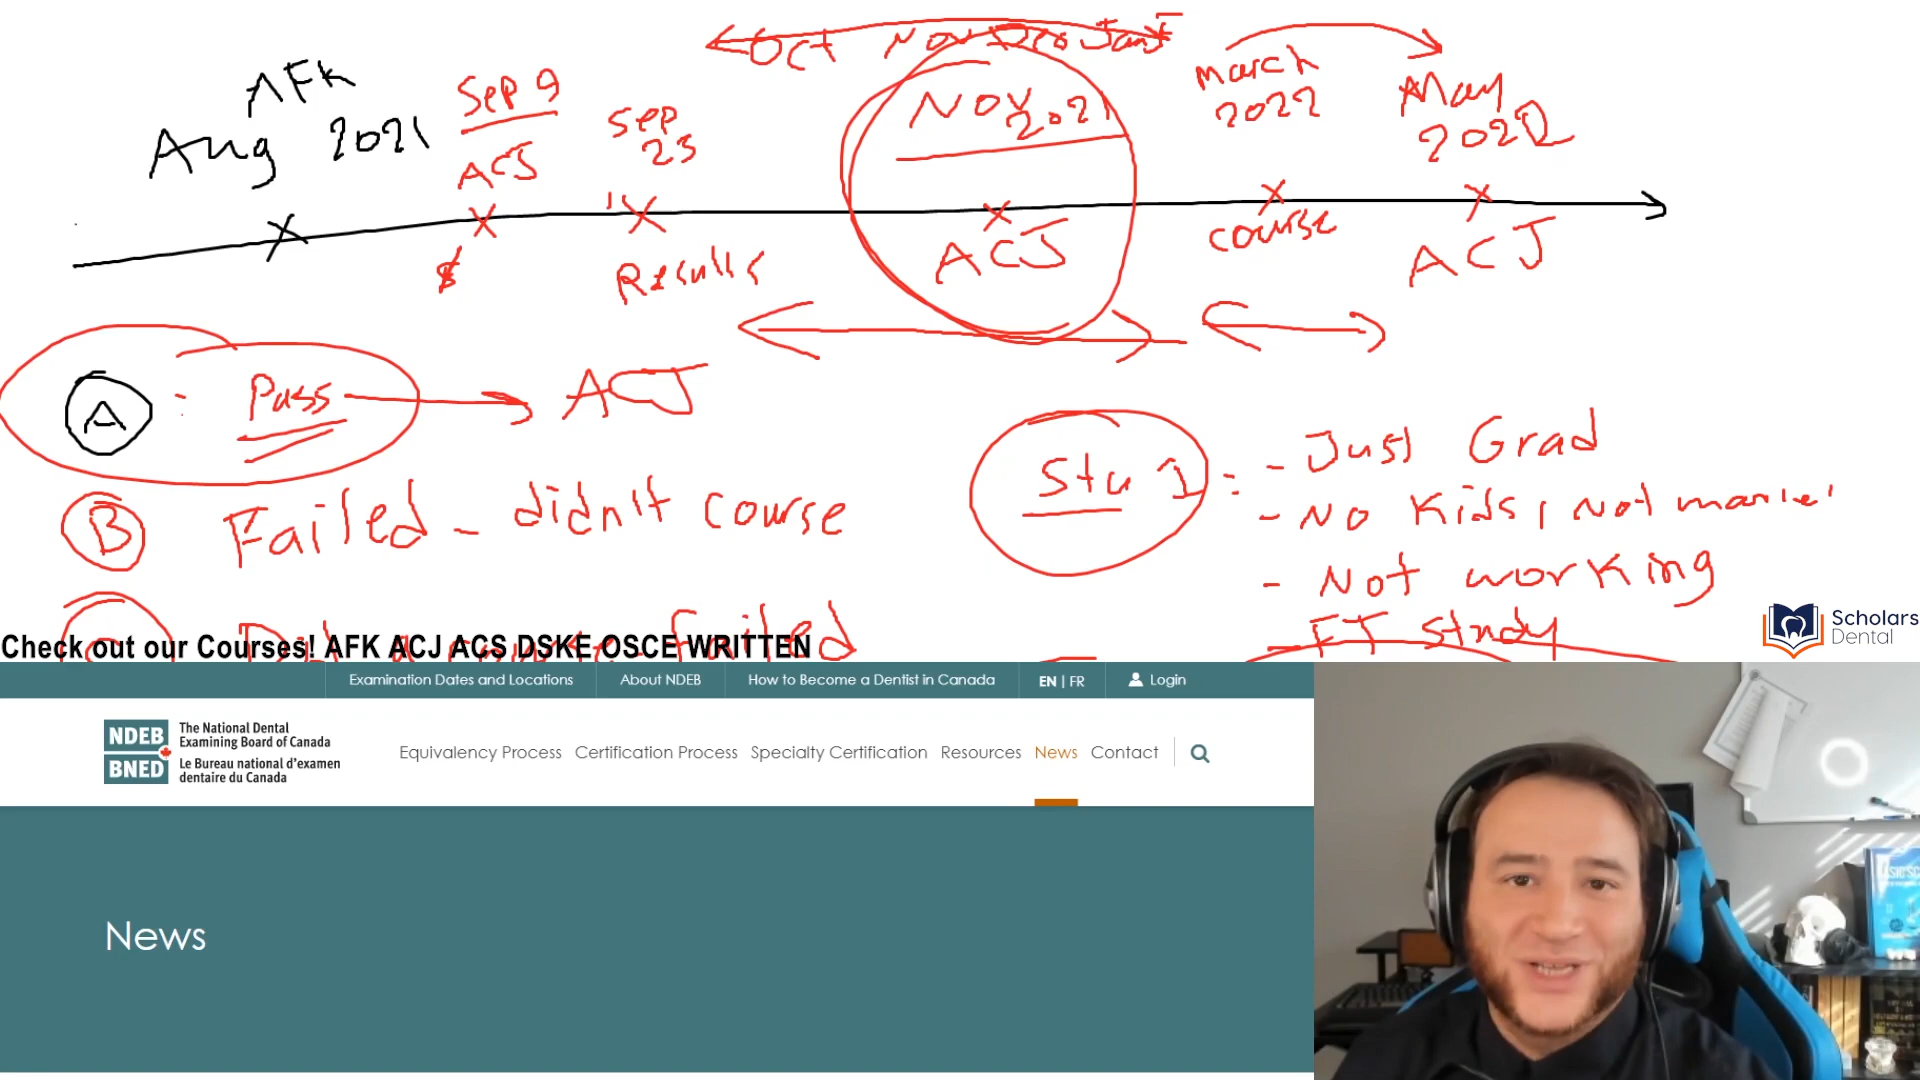 Oct Nov Dec Jan
AFK
Aug 2021
Sep 9
ACJ
$
Sep
23
Results
Nov
2021
ACJ
March
2022
course
May
2022
ACJ
A : Pass ACJ
B Failed - didn't course
Failed
Stu 1 : - Just Grad
- No Kids, Not
- Not working
- FT study
Check out our Courses! AFK ACJ ACS DSKE OSCE WRITTEN
Scholars
Dental
Examination Dates and Locations About NDEB How to Become a Dentist in Canada EN | FR Login
NDEB
BNED
The National Dental
Examining Board of Canada
Le Bureau national d'examen
dentaire du Canada
Equivalency Process Certification Process Specialty Certification Resources News Contact
News